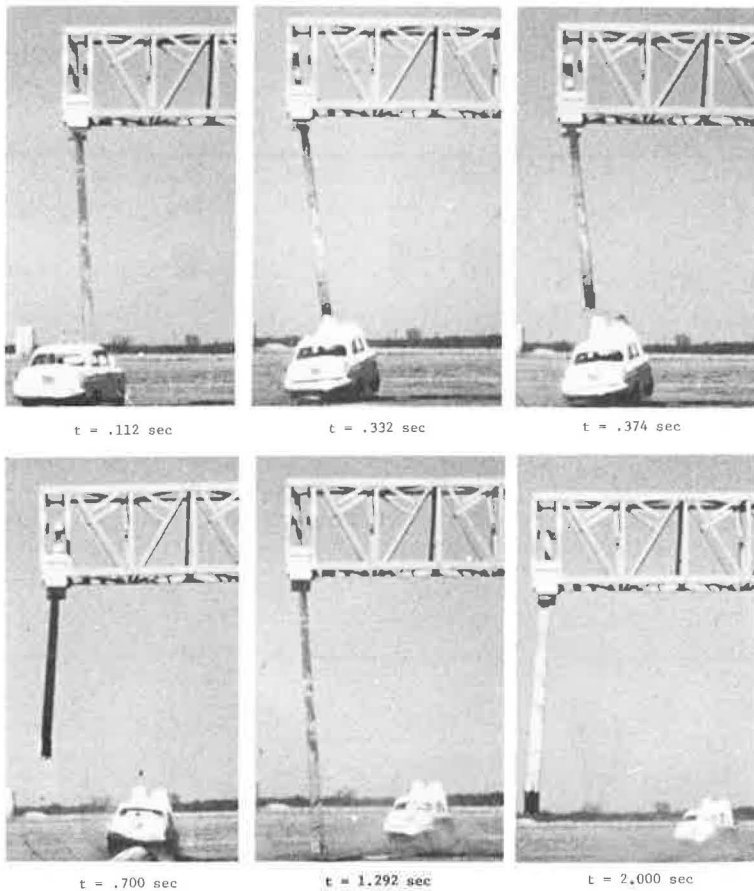 t = .112 sec
t = .332 sec
t = .374 sec
t = .700 sec
t = 1.292 sec
t = 2.000 sec